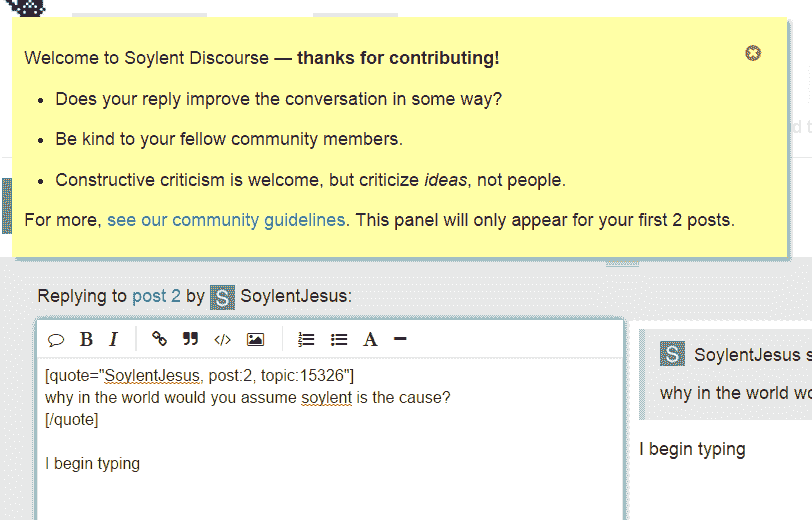 Welcome to Soylent Discourse — thanks for contributing!
Does your reply improve the conversation in some way?
Be kind to your fellow community members.
Constructive criticism is welcome, but criticize ideas, not people.
For more, see our community guidelines. This panel will only appear for your first 2 posts.
Replying to post 2 by S SoylentJesus:
B I </> A
[quote="SoylentJesus, post:2, topic:15326"]
why in the world would you assume soylent is the cause?
[/quote]
I begin typing
S SoylentJesus
why in the world
I begin typing